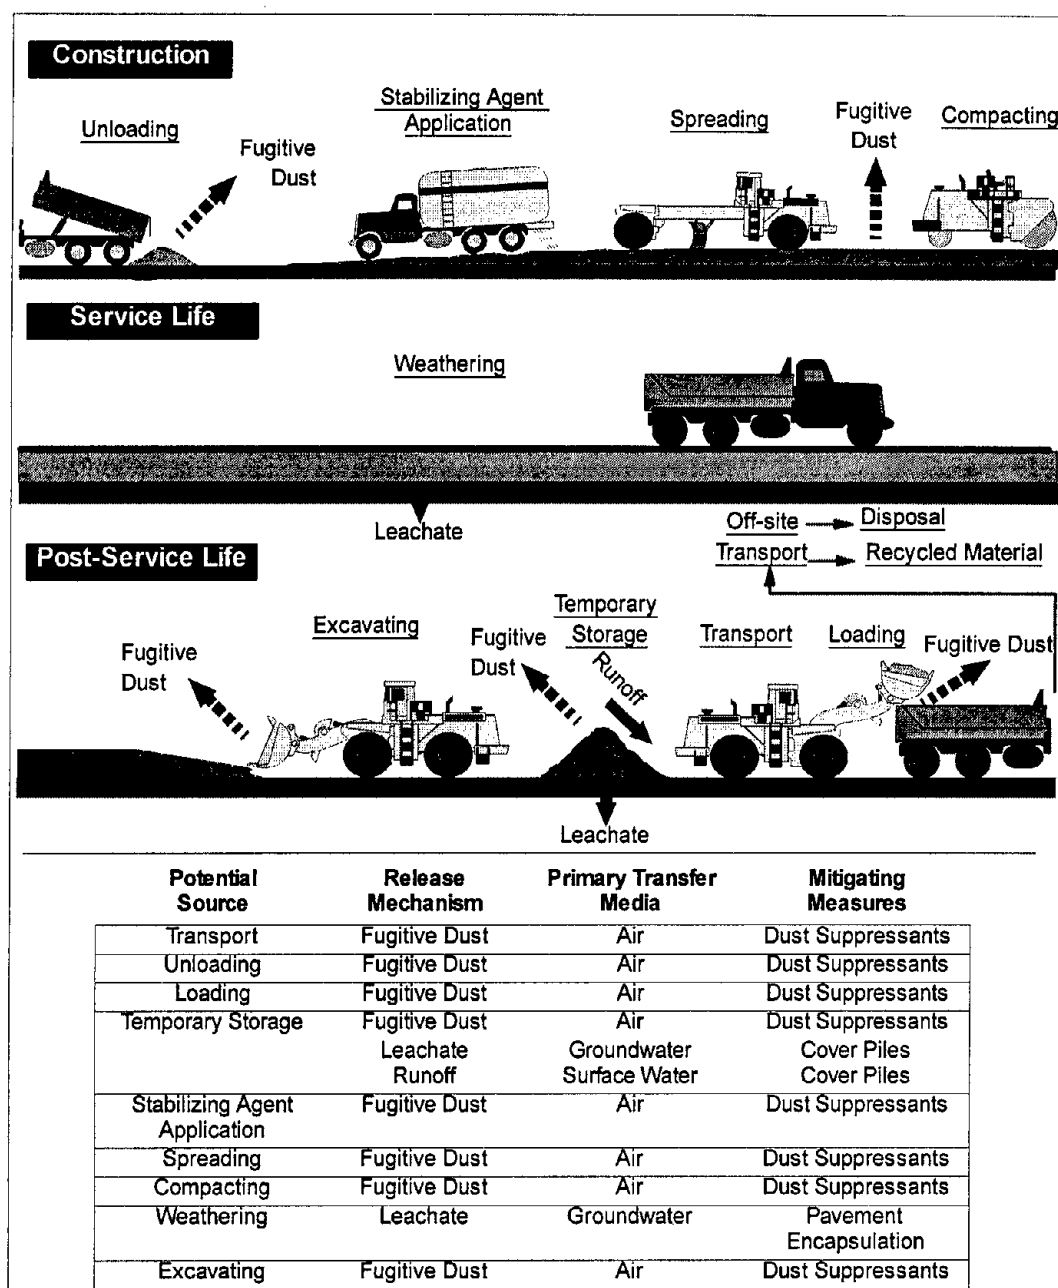 Construction
Unloading
Fugitive
Dust
Stabilizing Agent
Application
Spreading
Fugitive
Dust
Compacting
Service Life
Weathering
Leachate
Off-site
Disposal
Transport
Recycled Material
Post-Service Life
Fugitive
Dust
Excavating
Fugitive
Dust
Temporary
Storage
Runoff
Transport
Loading
Fugitive Dust
Leachate
Potential Source Release Mechanism Primary Transfer Media Mitigating Measures
Transport Fugitive Dust Air Dust Suppressants
Unloading Fugitive Dust Air Dust Suppressants
Loading Fugitive Dust Air Dust Suppressants
Temporary Storage Fugitive Dust Air Dust Suppressants
Leachate Groundwater Cover Piles
Runoff Surface Water Cover Piles
Stabilizing Agent Application Fugitive Dust Air Dust Suppressants
Spreading Fugitive Dust Air Dust Suppressants
Compacting Fugitive Dust Air Dust Suppressants
Weathering Leachate Groundwater Pavement Encapsulation
Excavating Fugitive Dust Air Dust Suppressants